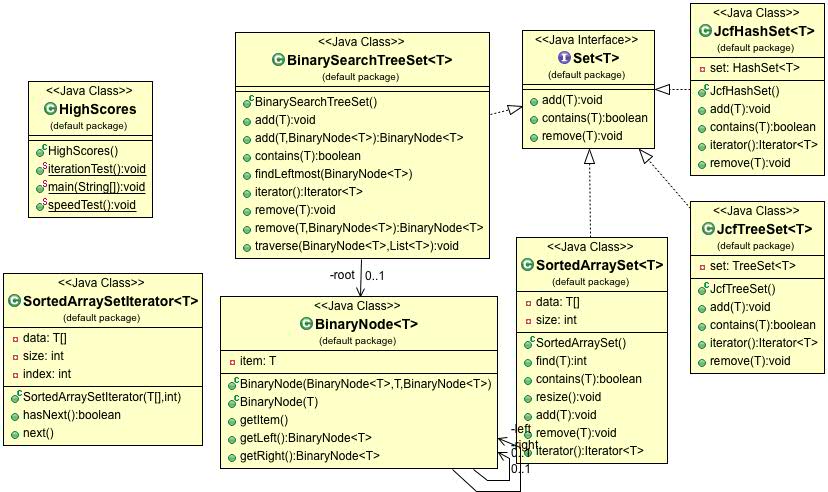 <<Java Class>>
HighScores
(default package)
HighScores()
iterationTest():void
main(String[]):void
speedTest():void
<<Java Class>>
BinarySearchTreeSet<T>
(default package)
BinarySearchTreeSet()
add(T):void
add(T,BinaryNode<T>):BinaryNode<T>
contains(T):boolean
findLeftmost(BinaryNode<T>)
iterator():Iterator<T>
remove(T):void
remove(T,BinaryNode<T>):BinaryNode<T>
traverse(BinaryNode<T>,List<T>):void
<<Java Interface>>
Set<T>
(default package)
add(T):void
contains(T):boolean
remove(T):void
<<Java Class>>
JcfHashSet<T>
(default package)
set: HashSet<T>
JcfHashSet()
add(T):void
contains(T):boolean
iterator():Iterator<T>
remove(T):void
<<Java Class>>
JcfTreeSet<T>
(default package)
set: TreeSet<T>
JcfTreeSet()
add(T):void
contains(T):boolean
iterator():Iterator<T>
remove(T):void
<<Java Class>>
SortedArraySetIterator<T>
(default package)
data: T[]
size: int
index: int
SortedArraySetIterator(T[],int)
hasNext():boolean
next()
-root 0..1
<<Java Class>>
BinaryNode<T>
(default package)
item: T
BinaryNode(BinaryNode<T>,T,BinaryNode<T>)
BinaryNode(T)
getItem()
getLeft():BinaryNode<T>
getRight():BinaryNode<T>
-left
-right
0..1
0..1
<<Java Class>>
SortedArraySet<T>
(default package)
data: T[]
size: int
SortedArraySet()
find(T):int
contains(T):boolean
resize():void
add(T):void
remove(T):void
iterator():Iterator<T>